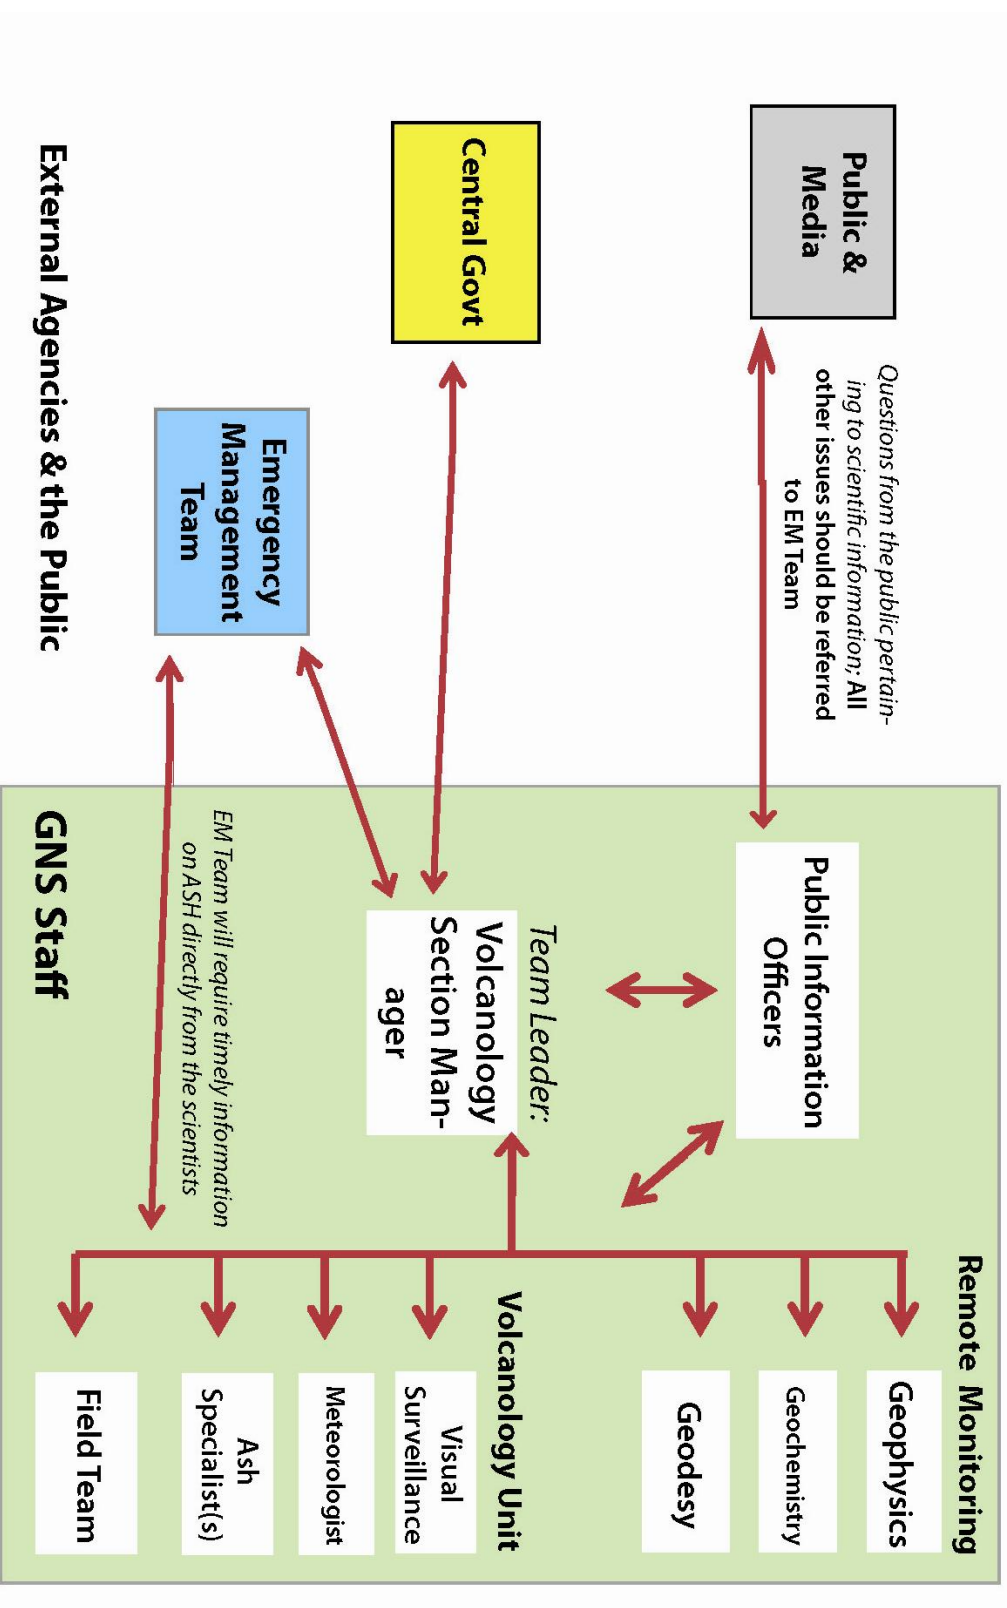 Public &
Media
Questions from the public pertain-
ing to scientific information; All
other issues should be referred
to EM Team
Central Govt
Emergency
Management
Team
External Agencies & the Public
Public Information
Officers
Team Leader:
Volcanology
Section Man-
ager
EM Team will require timely information
on ASH directly from the scientists
GNS Staff
Remote Monitoring
Geophysics
Geochemistry
Geodesy
Volcanology Unit
Visual
Surveillance
Meteorologist
Ash
Specialist(s)
Field Team